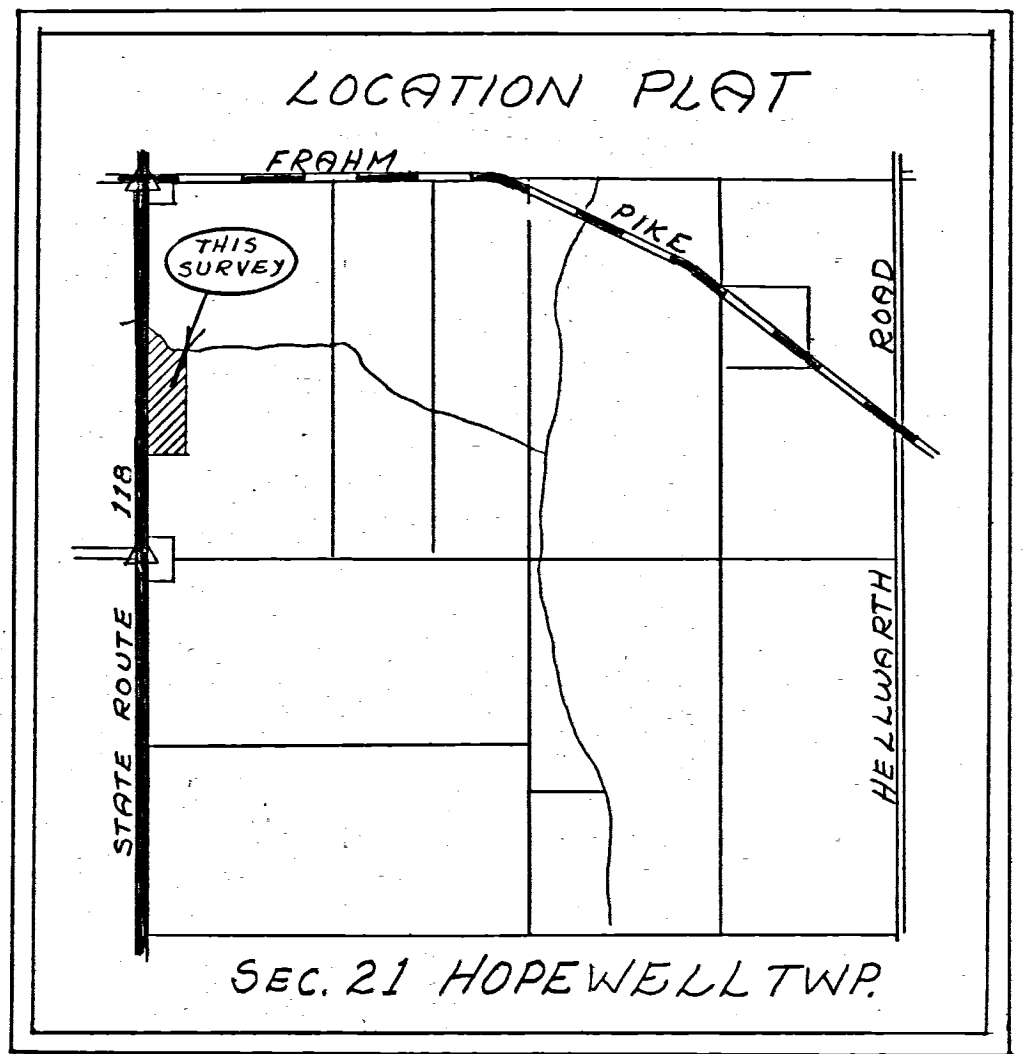 LOCATION PLAT
FRAHM
PIKE
THIS
SURVEY
ROAD
118
STATE ROUTE
HELLWARTH
SEC. 21 HOPEWELL TWP.